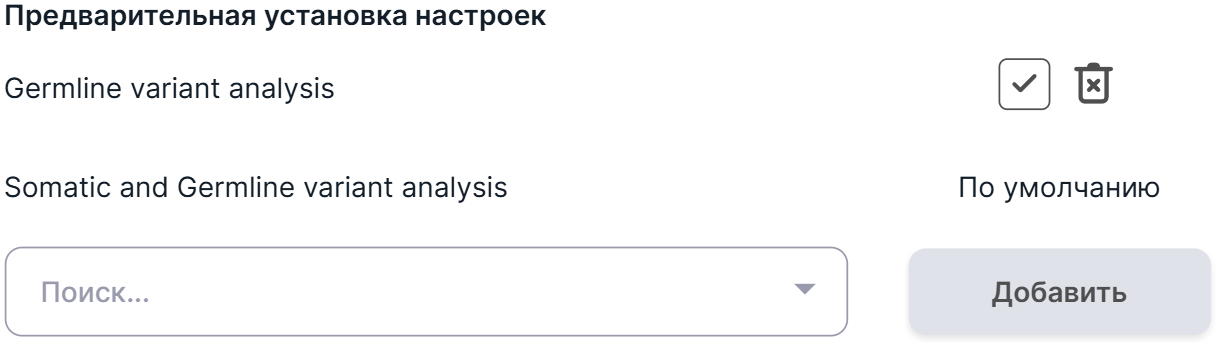 Предварительная установка настроек
Germline variant analysis
Somatic and Germline variant analysis По умолчанию
Поиск... Добавить